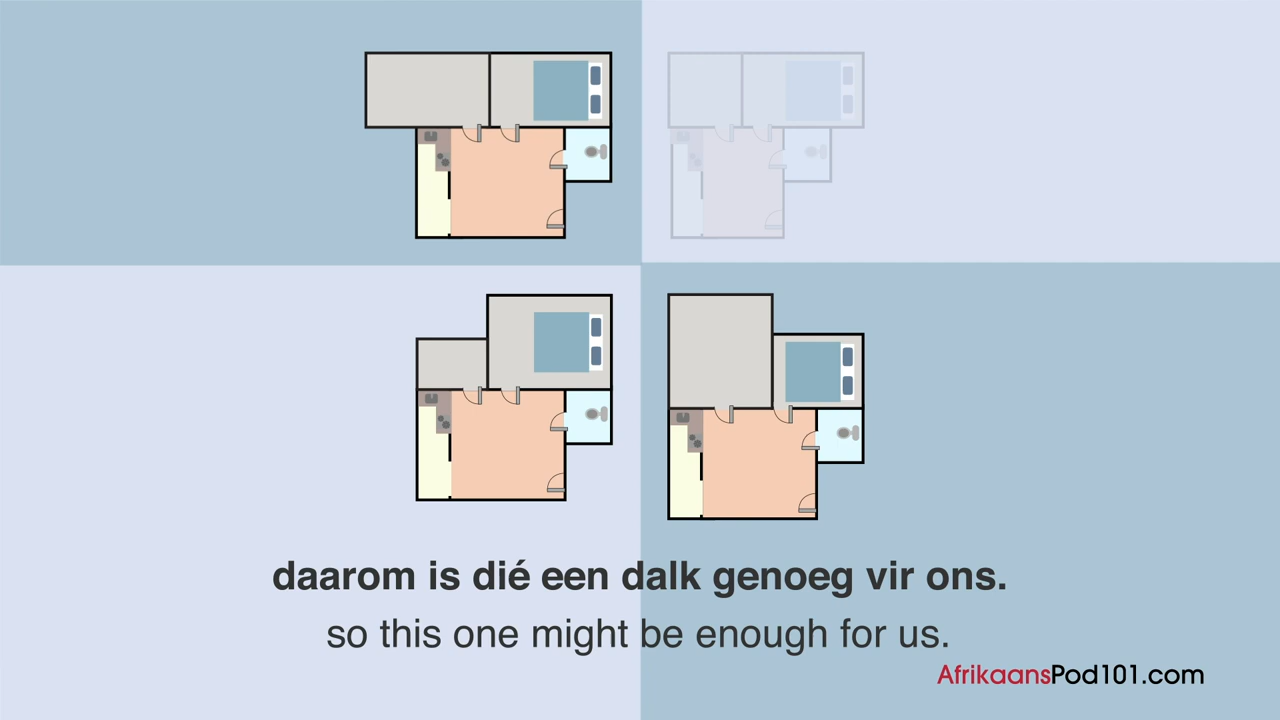 daarom is dié een dalk genoeg vir ons.
so this one might be enough for us.
AfrikaansPod101.com